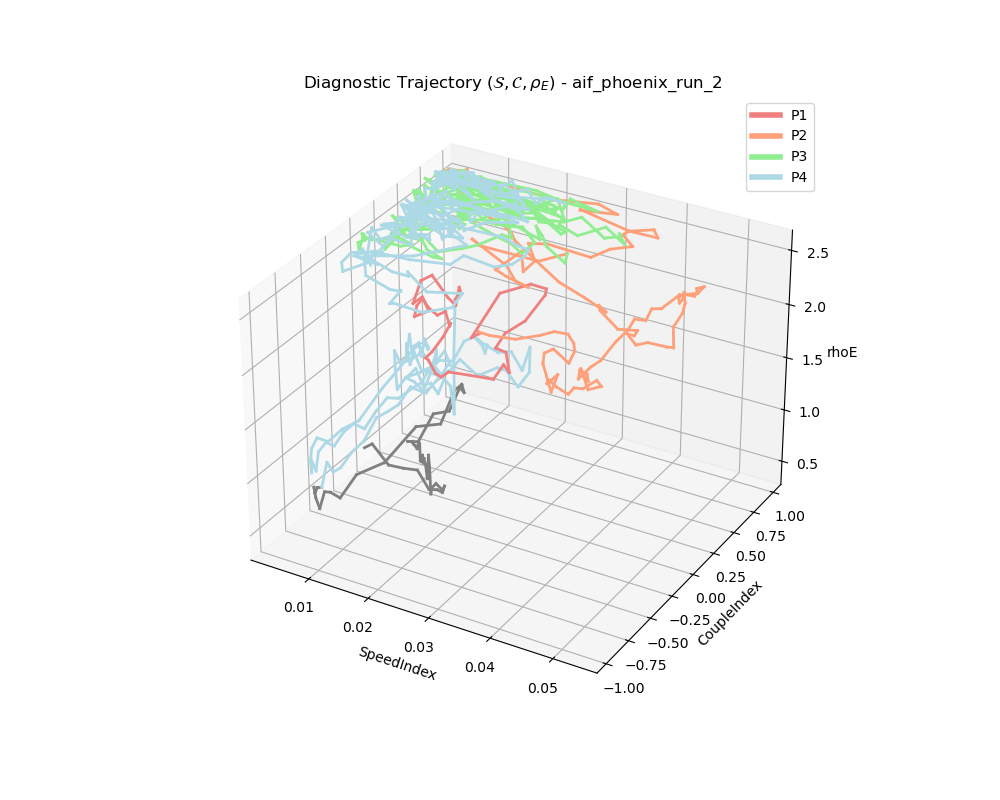 Diagnostic Trajectory (𝒮, 𝒞, ρ_E) - aif_phoenix_run_2
P1
P2
P3
P4
2.5
2.0
rhoE
1.5
1.0
0.5
1.00
0.75
0.50
0.25
0.00
−0.25
−0.50
−0.75
−1.00
CoupleIndex
0.01
0.02
0.03
0.04
0.05
SpeedIndex